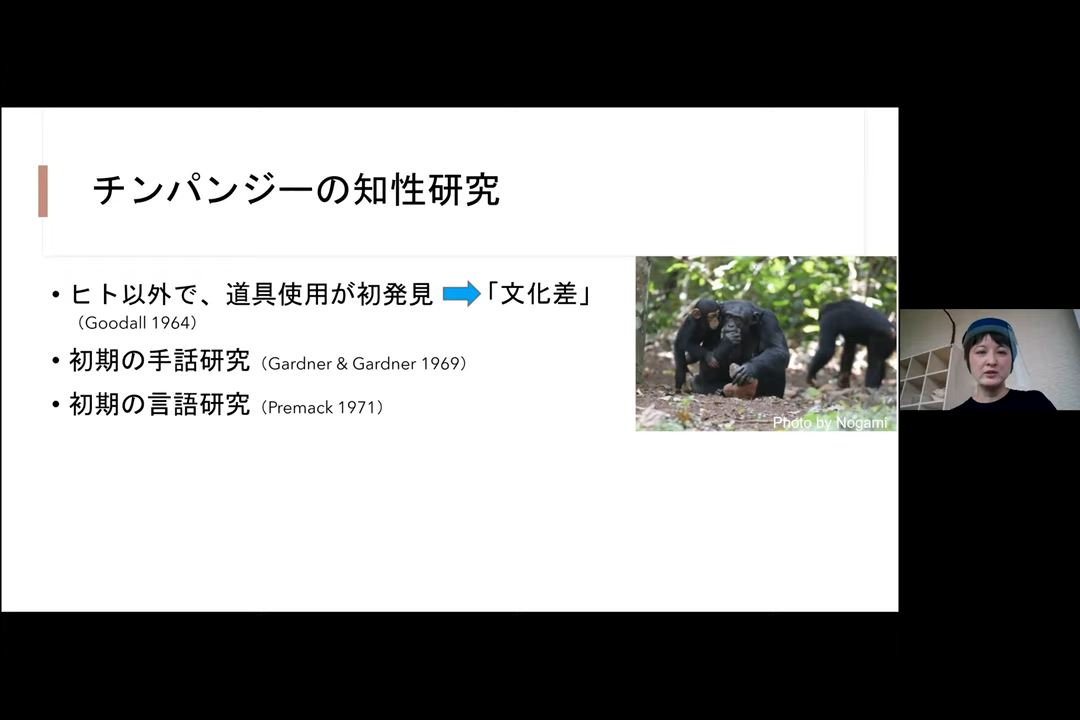 チンパンジーの知性研究
• ヒト以外で、道具使用が初発見 ➡ 「文化差」
（Goodall 1964）
• 初期の手話研究（Gardner & Gardner 1969）
• 初期の言語研究（Premack 1971）
Photo by Nogami